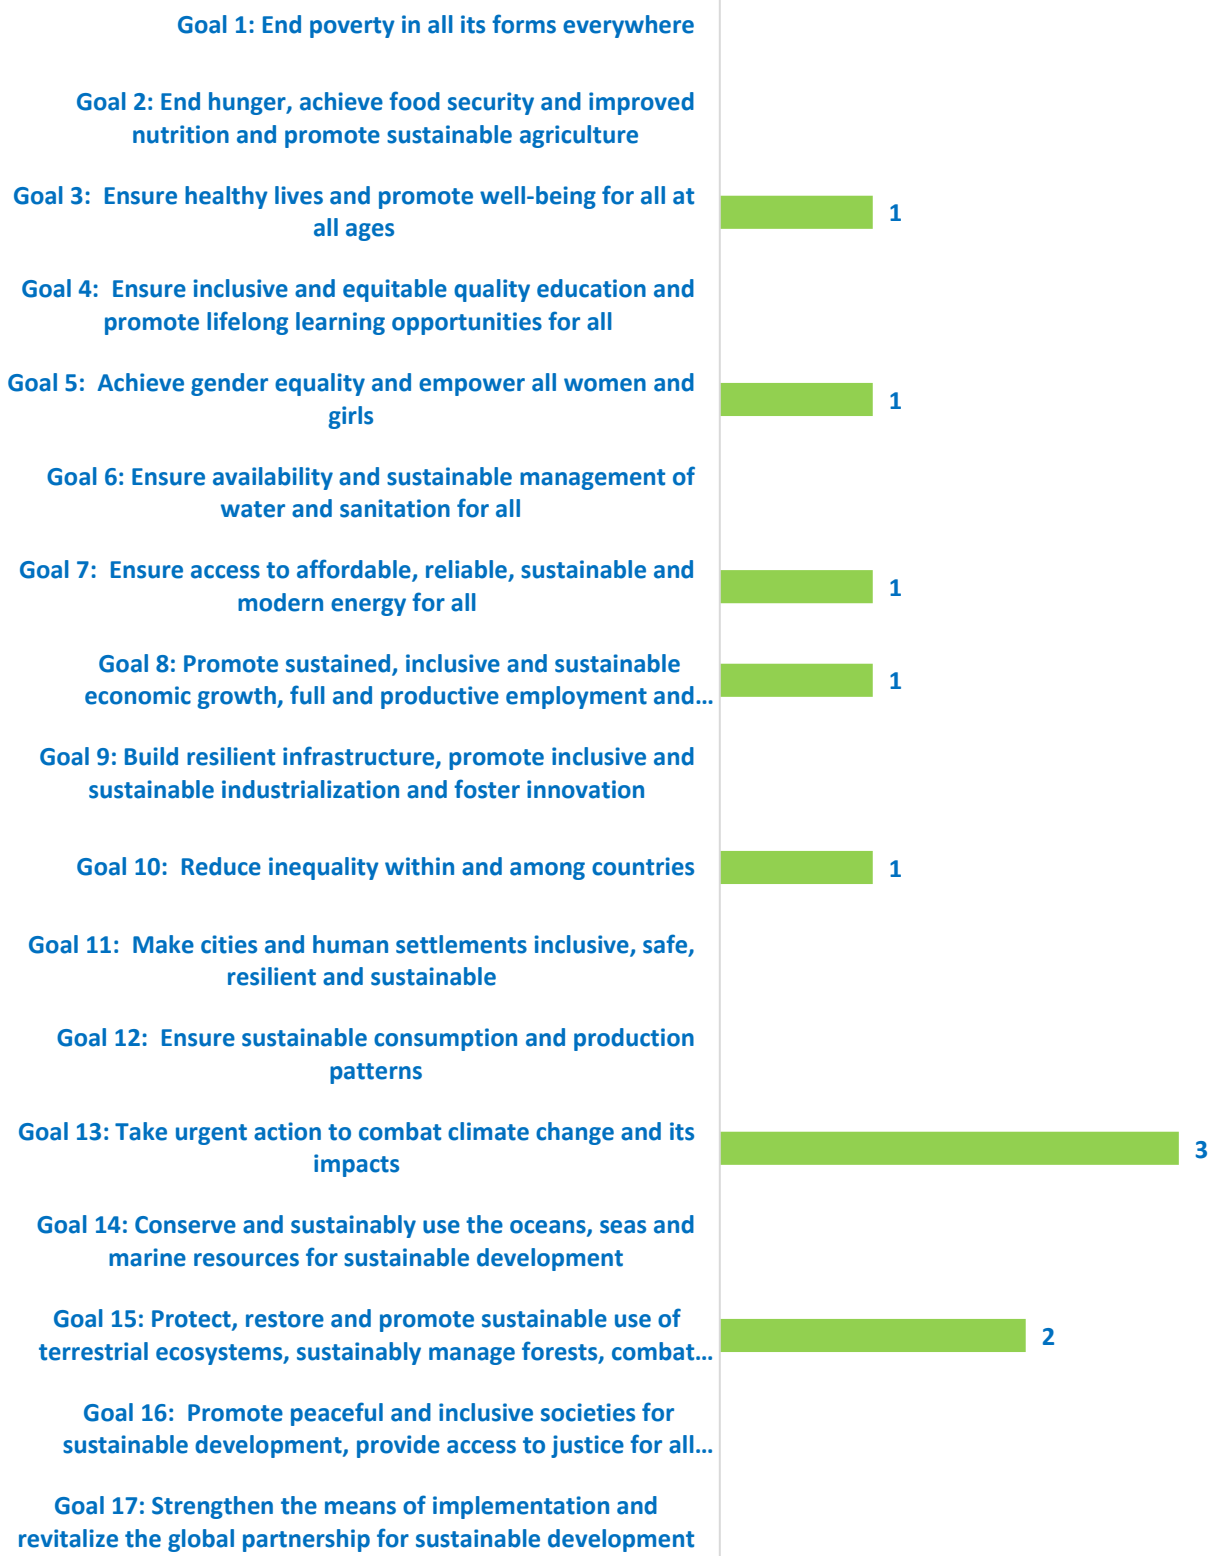 Goal 1: End poverty in all its forms everywhere
Goal 2: End hunger, achieve food security and improved
nutrition and promote sustainable agriculture
Goal 3:  Ensure healthy lives and promote well-being for all at
all ages
1
Goal 4:  Ensure inclusive and equitable quality education and
promote lifelong learning opportunities for all
Goal 5:  Achieve gender equality and empower all women and
girls
1
Goal 6: Ensure availability and sustainable management of
water and sanitation for all
Goal 7:  Ensure access to affordable, reliable, sustainable and
modern energy for all
1
Goal 8: Promote sustained, inclusive and sustainable
economic growth, full and productive employment and…
1
Goal 9: Build resilient infrastructure, promote inclusive and
sustainable industrialization and foster innovation
Goal 10:  Reduce inequality within and among countries
1
Goal 11:  Make cities and human settlements inclusive, safe,
resilient and sustainable
Goal 12:  Ensure sustainable consumption and production
patterns
Goal 13: Take urgent action to combat climate change and its
impacts
3
Goal 14: Conserve and sustainably use the oceans, seas and
marine resources for sustainable development
Goal 15: Protect, restore and promote sustainable use of
terrestrial ecosystems, sustainably manage forests, combat…
2
Goal 16:  Promote peaceful and inclusive societies for
sustainable development, provide access to justice for all…
Goal 17: Strengthen the means of implementation and
revitalize the global partnership for sustainable development